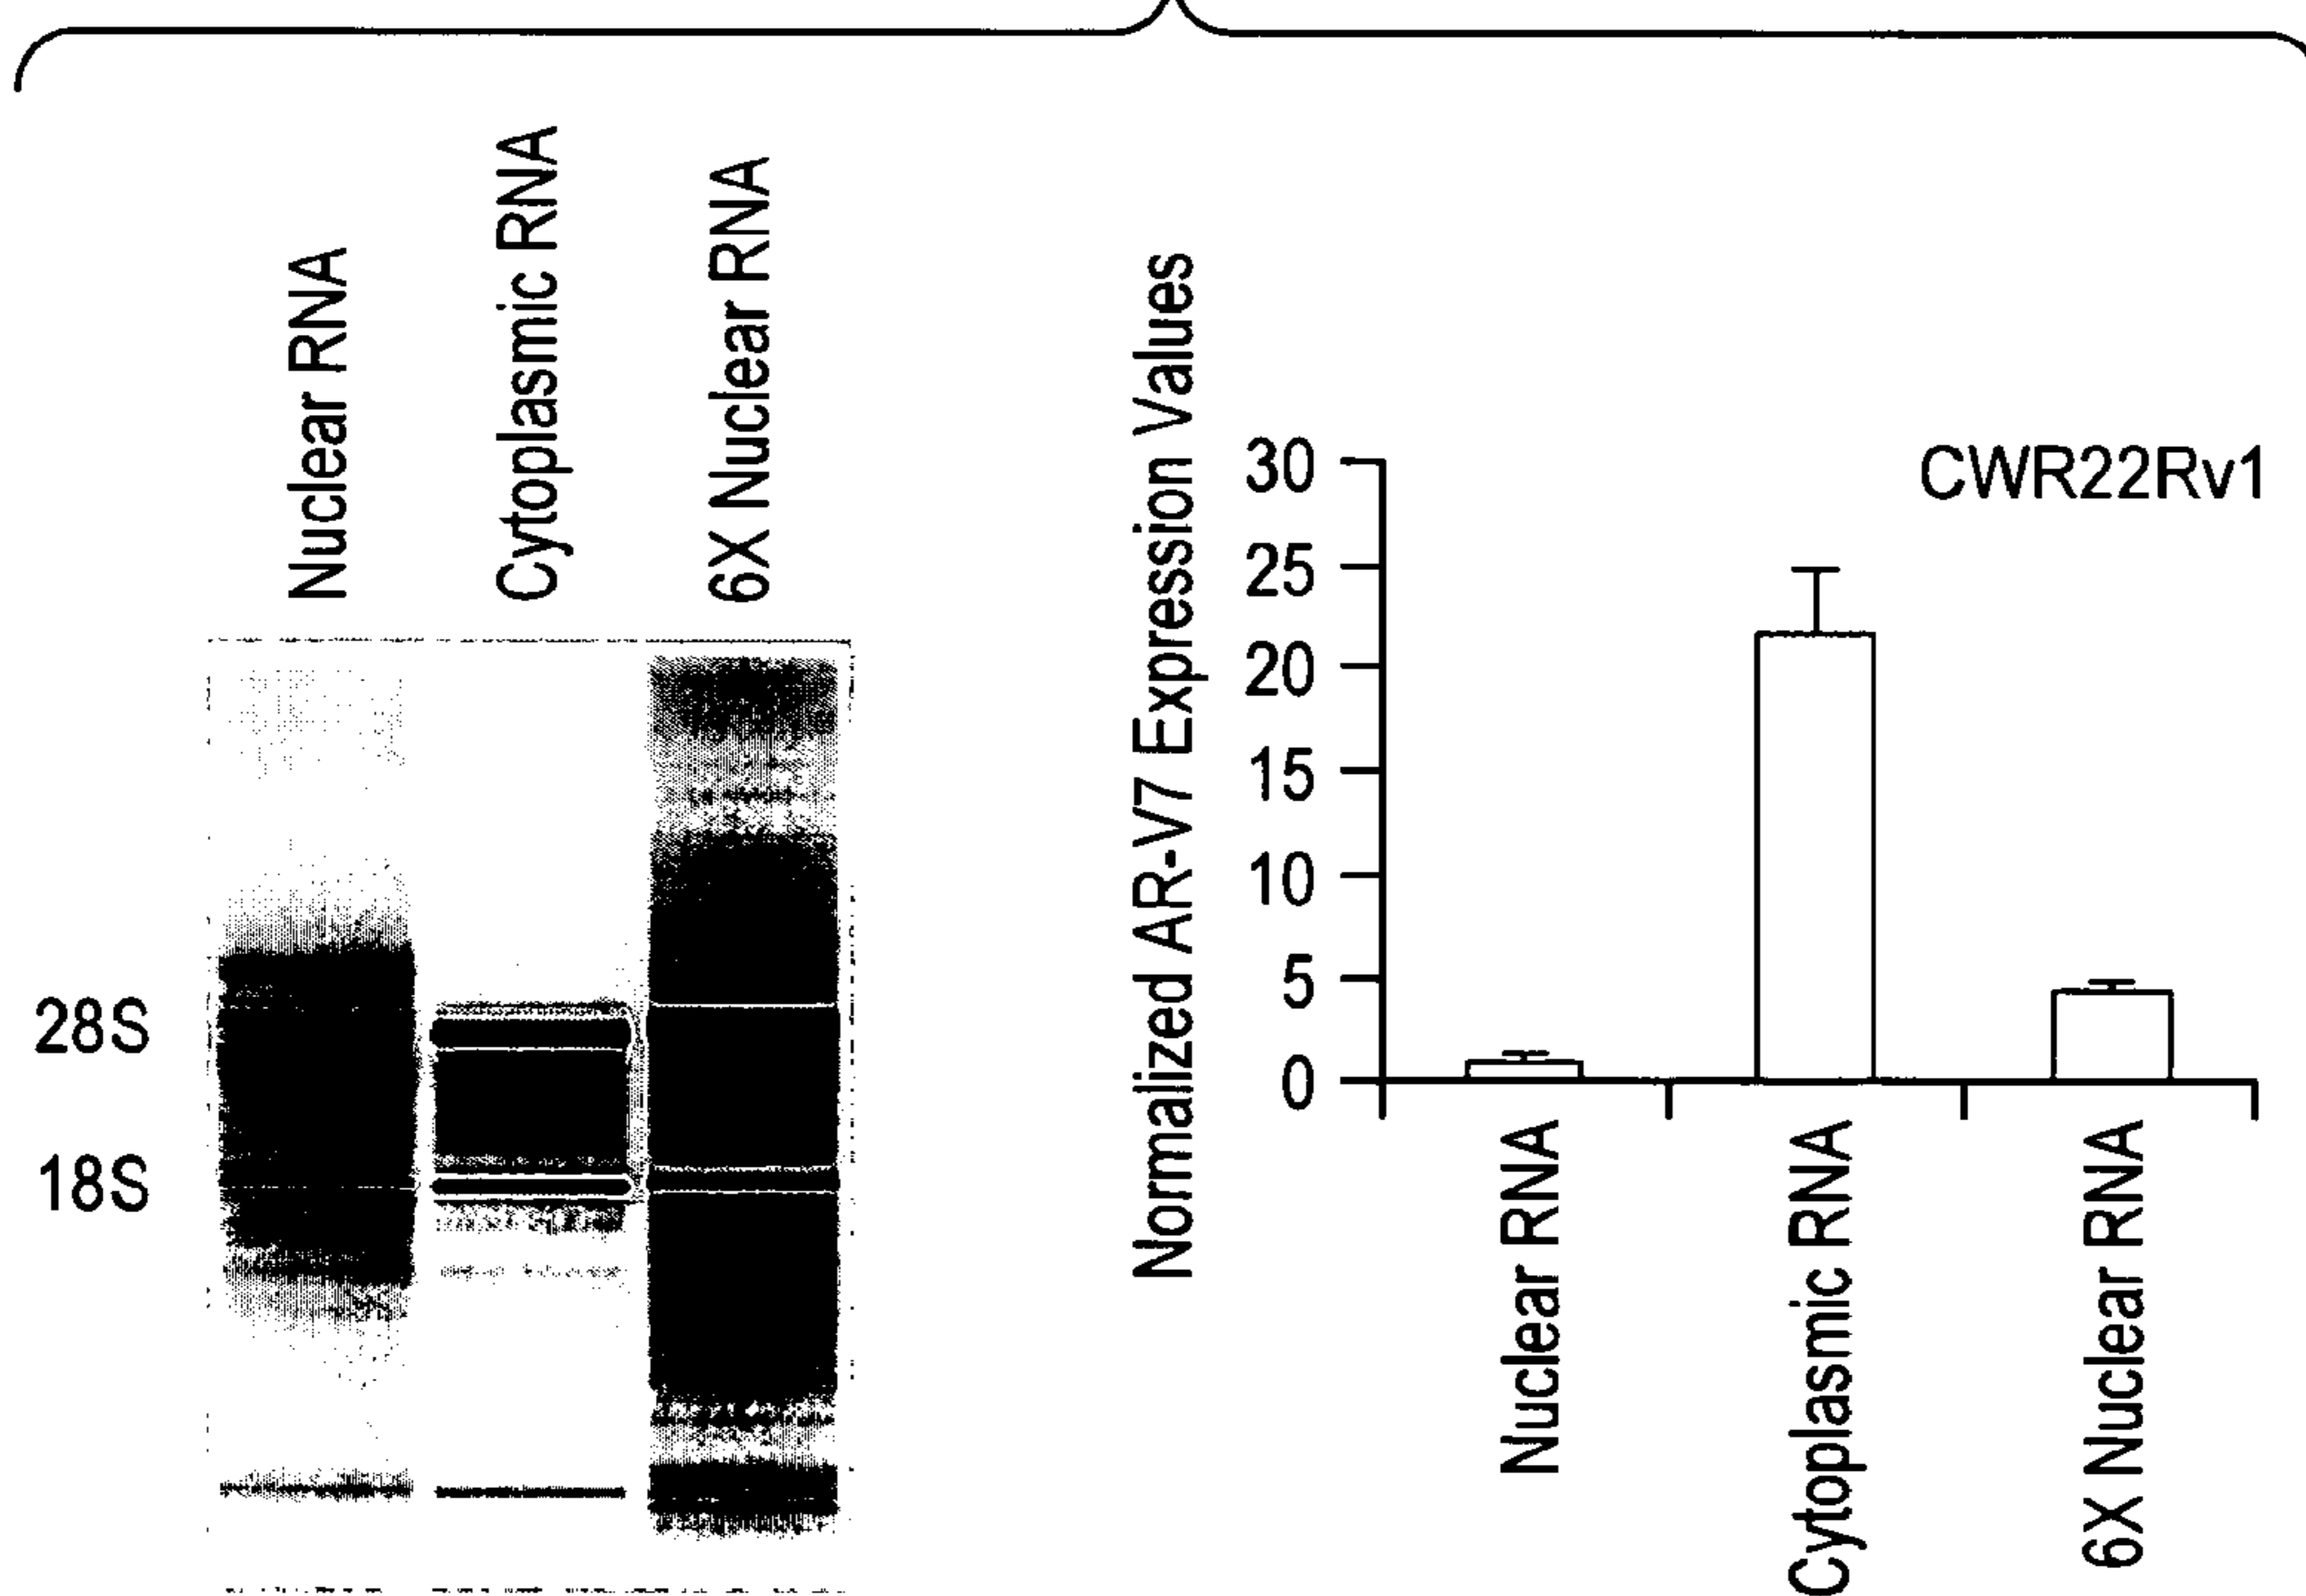 Nuclear RNA
Cytoplasmic RNA
6X Nuclear RNA
28S
18S
Normalized AR-V7 Expression Values
30
25
20
15
10
5
0
CWR22Rv1
Nuclear RNA
Cytoplasmic RNA
6X Nuclear RNA